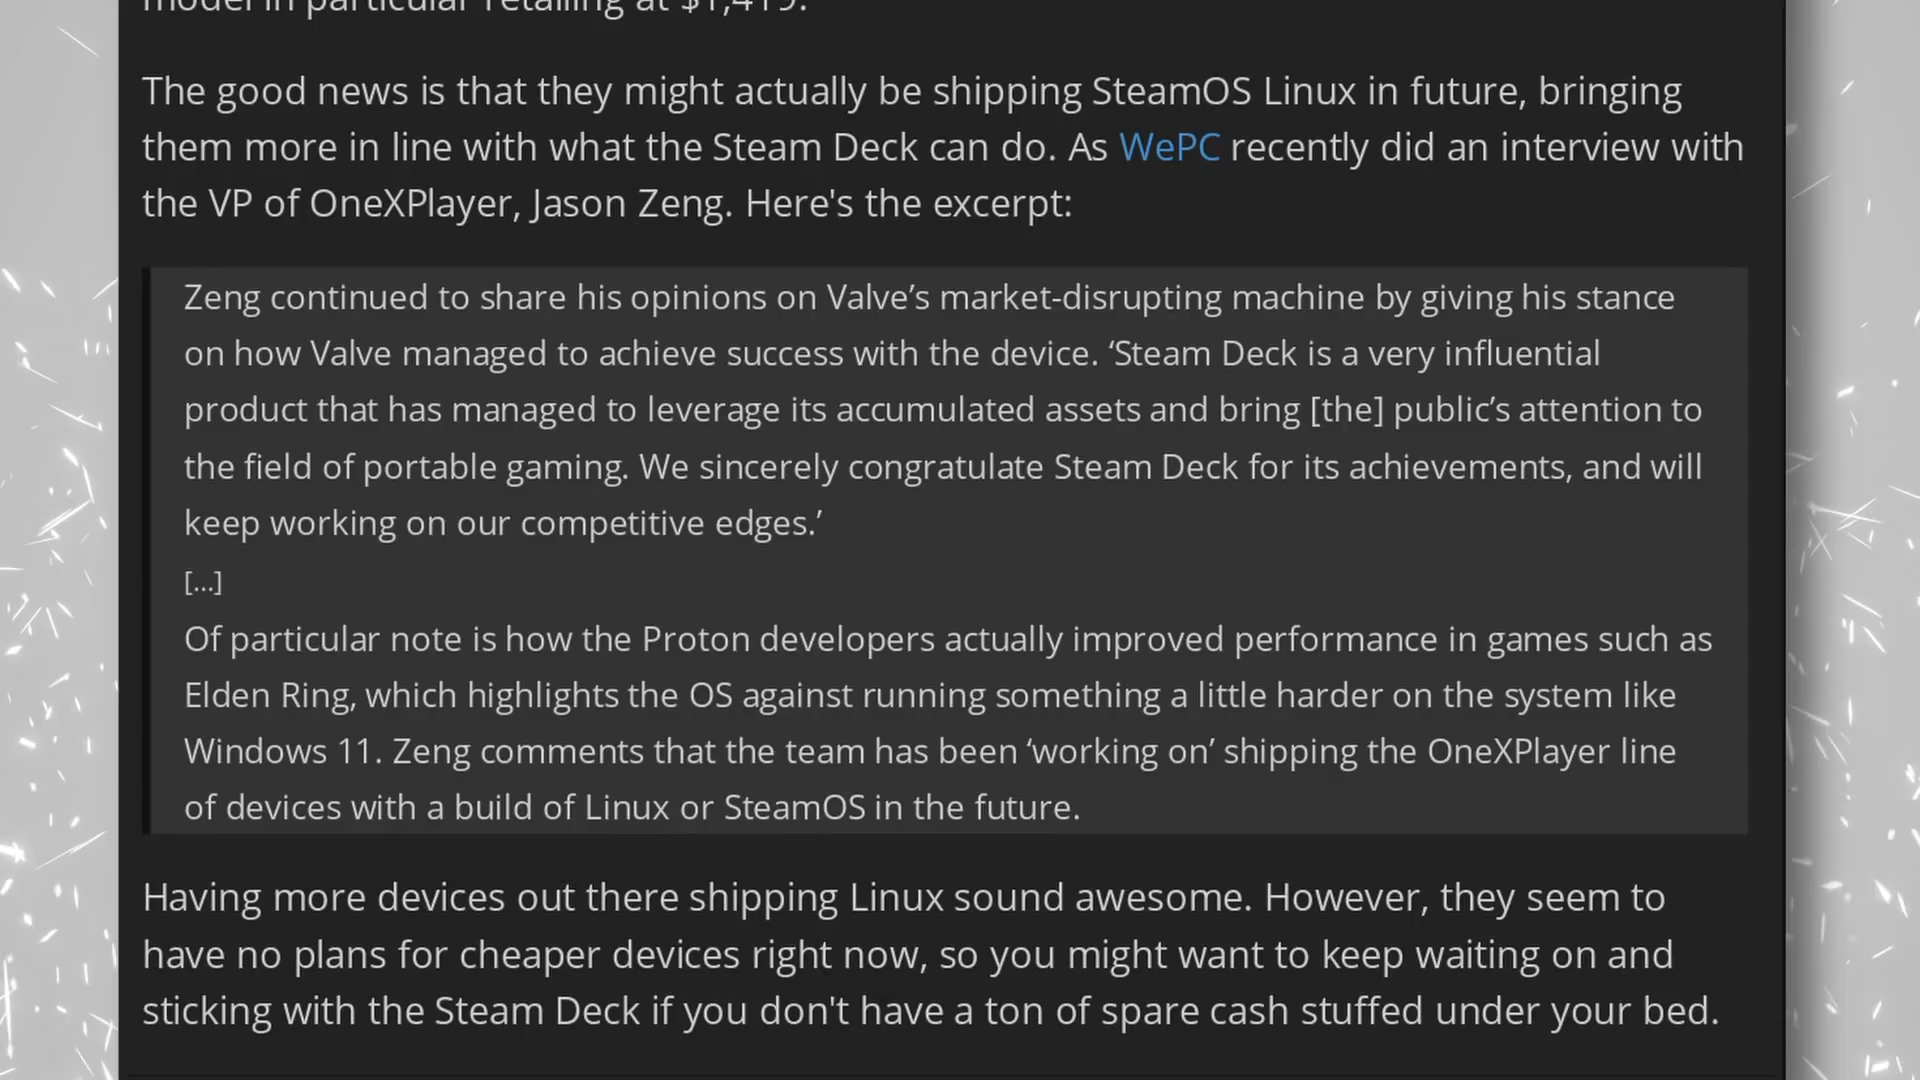 model in particular retailing at $1,419.
The good news is that they might actually be shipping SteamOS Linux in future, bringing
them more in line with what the Steam Deck can do. As WePC recently did an interview with
the VP of OneXPlayer, Jason Zeng. Here's the excerpt:
Zeng continued to share his opinions on Valve’s market-disrupting machine by giving his stance
on how Valve managed to achieve success with the device. ‘Steam Deck is a very influential
product that has managed to leverage its accumulated assets and bring [the] public’s attention to
the field of portable gaming. We sincerely congratulate Steam Deck for its achievements, and will
keep working on our competitive edges.’
[...]
Of particular note is how the Proton developers actually improved performance in games such as
Elden Ring, which highlights the OS against running something a little harder on the system like
Windows 11. Zeng comments that the team has been ‘working on’ shipping the OneXPlayer line
of devices with a build of Linux or SteamOS in the future.
Having more devices out there shipping Linux sound awesome. However, they seem to
have no plans for cheaper devices right now, so you might want to keep waiting on and
sticking with the Steam Deck if you don't have a ton of spare cash stuffed under your bed.